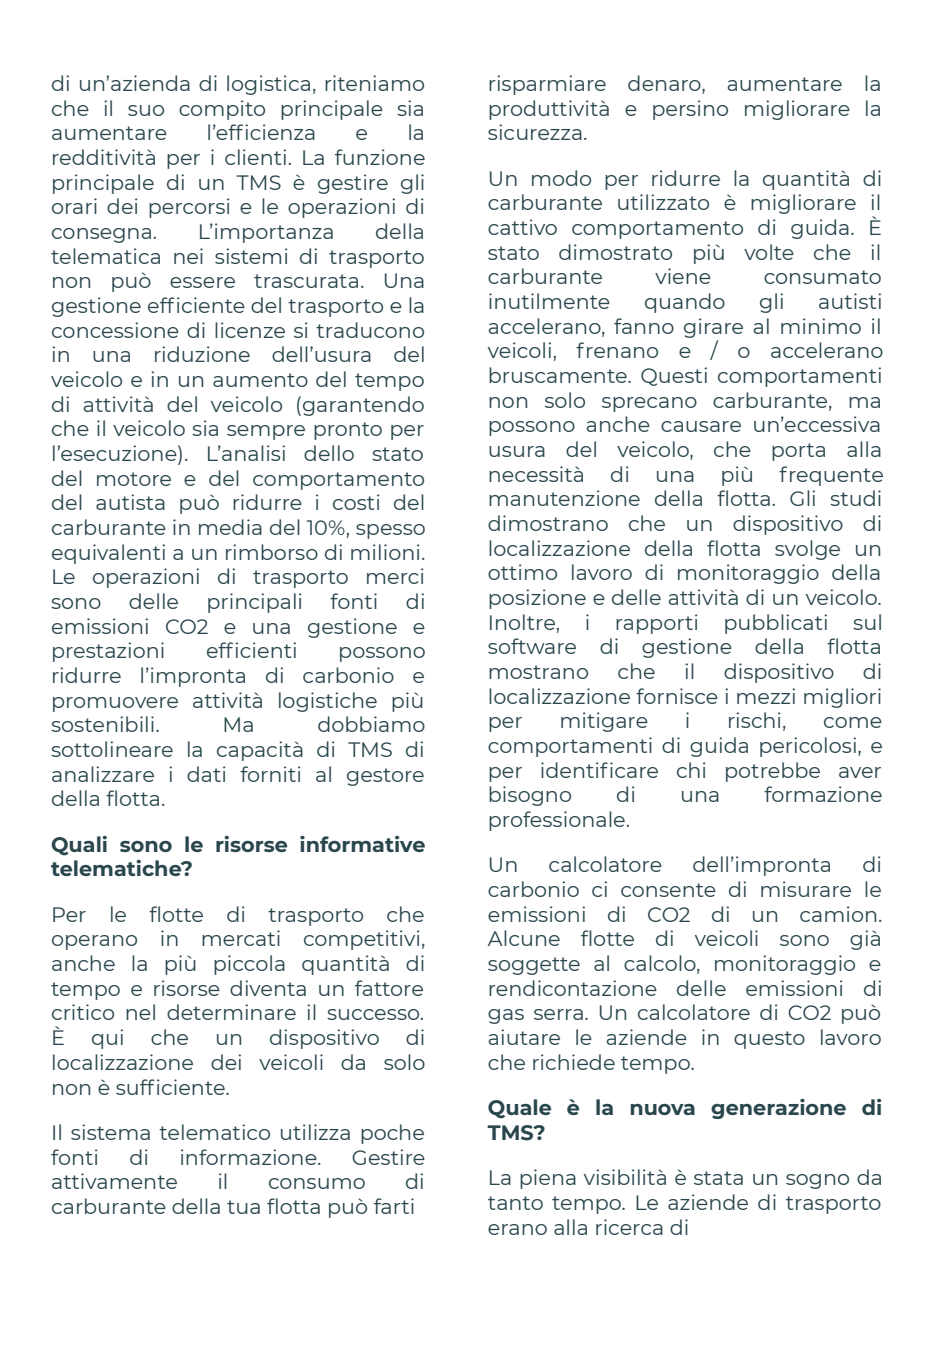 di un’azienda di logistica, riteniamo
che il suo compito principale sia
aumentare l’efficienza e la
redditività per i clienti. La funzione
principale di un TMS è gestire gli
orari dei percorsi e le operazioni di
consegna. L’importanza della
telematica nei sistemi di trasporto
non può essere trascurata. Una
gestione efficiente del trasporto e la
concessione di licenze si traducono
in una riduzione dell’usura del
veicolo e in un aumento del tempo
di attività del veicolo (garantendo
che il veicolo sia sempre pronto per
l’esecuzione). L’analisi dello stato
del motore e del comportamento
del autista può ridurre i costi del
carburante in media del 10%, spesso
equivalenti a un rimborso di milioni.
Le operazioni di trasporto merci
sono delle principali fonti di
emissioni CO2 e una gestione e
prestazioni efficienti possono
ridurre l’impronta di carbonio e
promuovere attività logistiche più
sostenibili. Ma dobbiamo
sottolineare la capacità di TMS di
analizzare i dati forniti al gestore
della flotta.
Quali sono le risorse informative
telematiche?
Per le flotte di trasporto che
operano in mercati competitivi,
anche la più piccola quantità di
tempo e risorse diventa un fattore
critico nel determinare il successo.
È qui che un dispositivo di
localizzazione dei veicoli da solo
non è sufficiente.
Il sistema telematico utilizza poche
fonti di informazione. Gestire
attivamente il consumo di
carburante della tua flotta può farti
risparmiare denaro, aumentare la
produttività e persino migliorare la
sicurezza.
Un modo per ridurre la quantità di
carburante utilizzato è migliorare il
cattivo comportamento di guida. È
stato dimostrato più volte che il
carburante viene consumato
inutilmente quando gli autisti
accelerano, fanno girare al minimo il
veicoli, frenano e / o accelerano
bruscamente. Questi comportamenti
non solo sprecano carburante, ma
possono anche causare un’eccessiva
usura del veicolo, che porta alla
necessità di una più frequente
manutenzione della flotta. Gli studi
dimostrano che un dispositivo di
localizzazione della flotta svolge un
ottimo lavoro di monitoraggio della
posizione e delle attività di un veicolo.
Inoltre, i rapporti pubblicati sul
software di gestione della flotta
mostrano che il dispositivo di
localizzazione fornisce i mezzi migliori
per mitigare i rischi, come
comportamenti di guida pericolosi, e
per identificare chi potrebbe aver
bisogno di una formazione
professionale.
Un calcolatore dell’impronta di
carbonio ci consente di misurare le
emissioni di CO2 di un camion.
Alcune flotte di veicoli sono già
soggette al calcolo, monitoraggio e
rendicontazione delle emissioni di
gas serra. Un calcolatore di CO2 può
aiutare le aziende in questo lavoro
che richiede tempo.
Quale è la nuova generazione di
TMS?
La piena visibilità è stata un sogno da
tanto tempo. Le aziende di trasporto
erano alla ricerca di